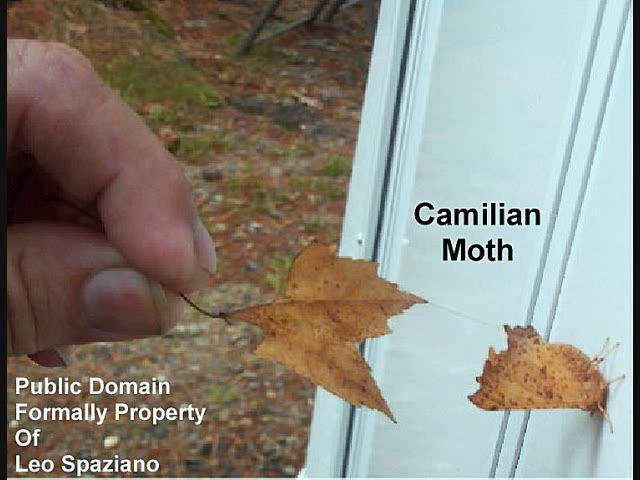 Camilian
Moth
Public Domain
Formally Property
Of
Leo Spaziano